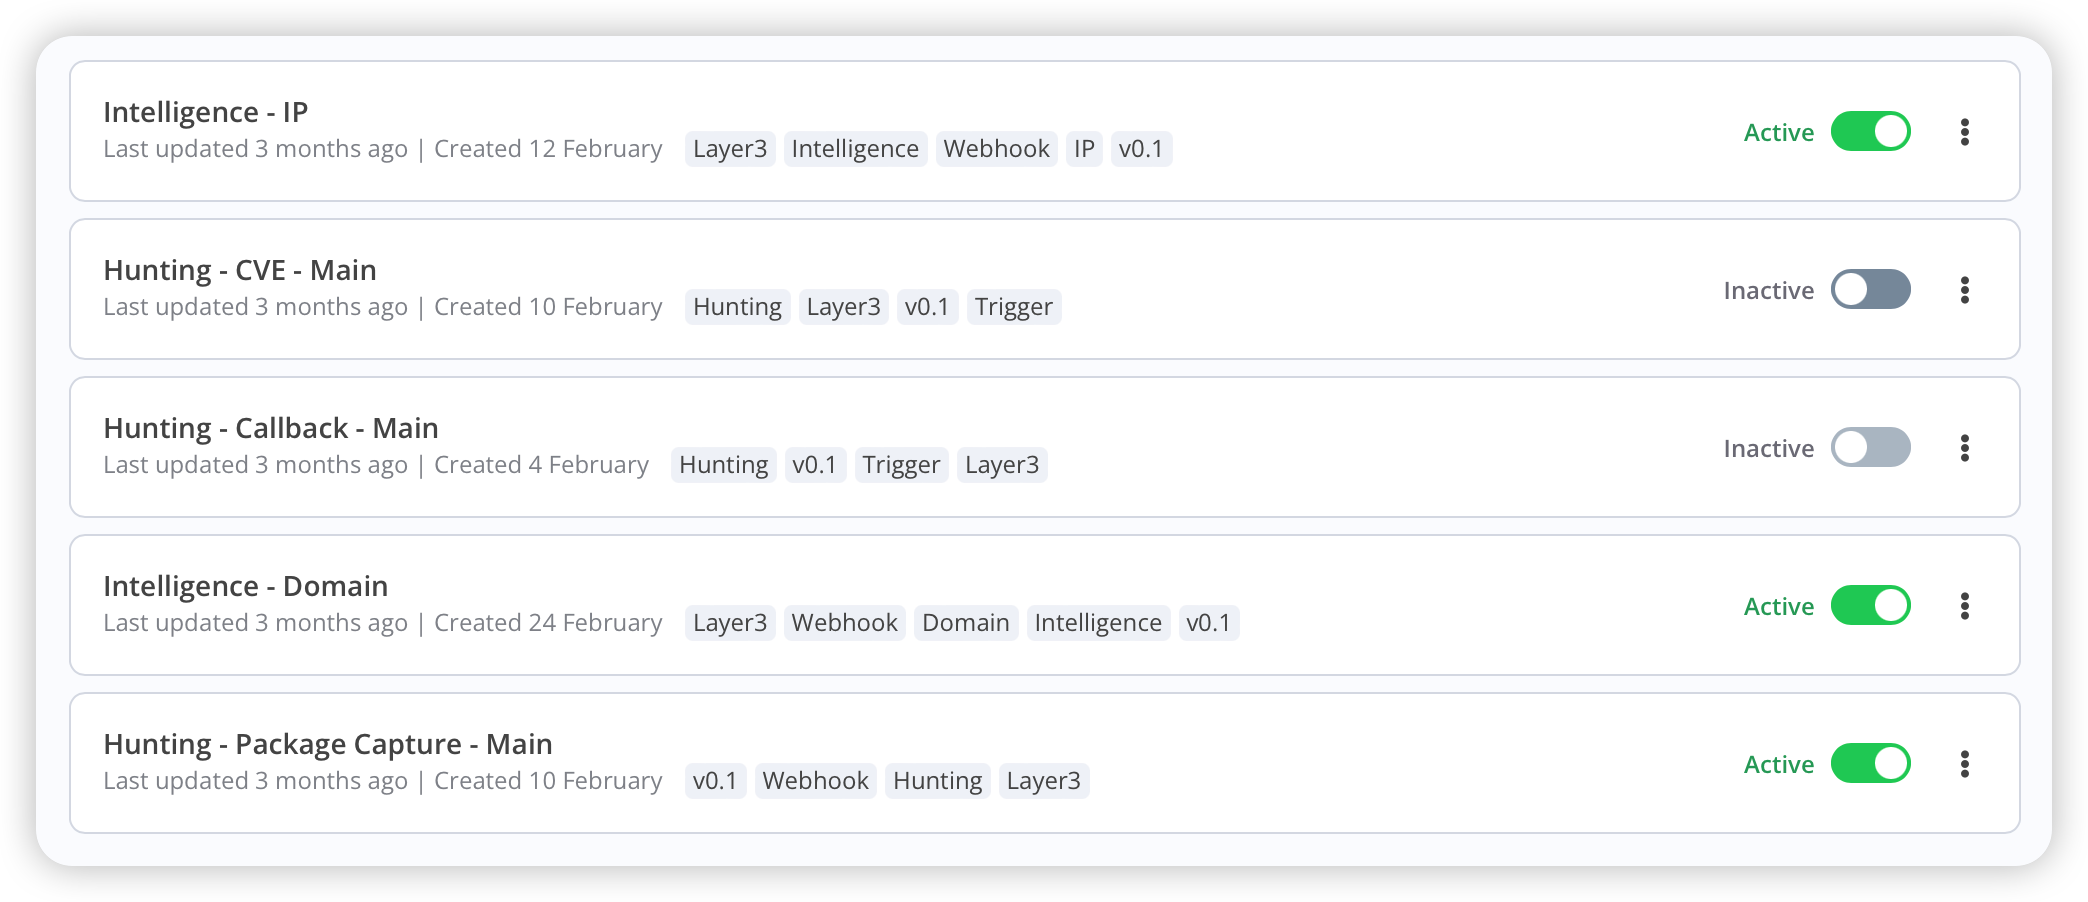 Intelligence - IP
Last updated 3 months ago | Created 12 February Layer3 Intelligence Webhook IP v0.1
Active
Hunting - CVE - Main
Last updated 3 months ago | Created 10 February Hunting Layer3 v0.1 Trigger
Inactive
Hunting - Callback - Main
Last updated 3 months ago | Created 4 February Hunting v0.1 Trigger Layer3
Inactive
Intelligence - Domain
Last updated 3 months ago | Created 24 February Layer3 Webhook Domain Intelligence v0.1
Active
Hunting - Package Capture - Main
Last updated 3 months ago | Created 10 February v0.1 Webhook Hunting Layer3
Active